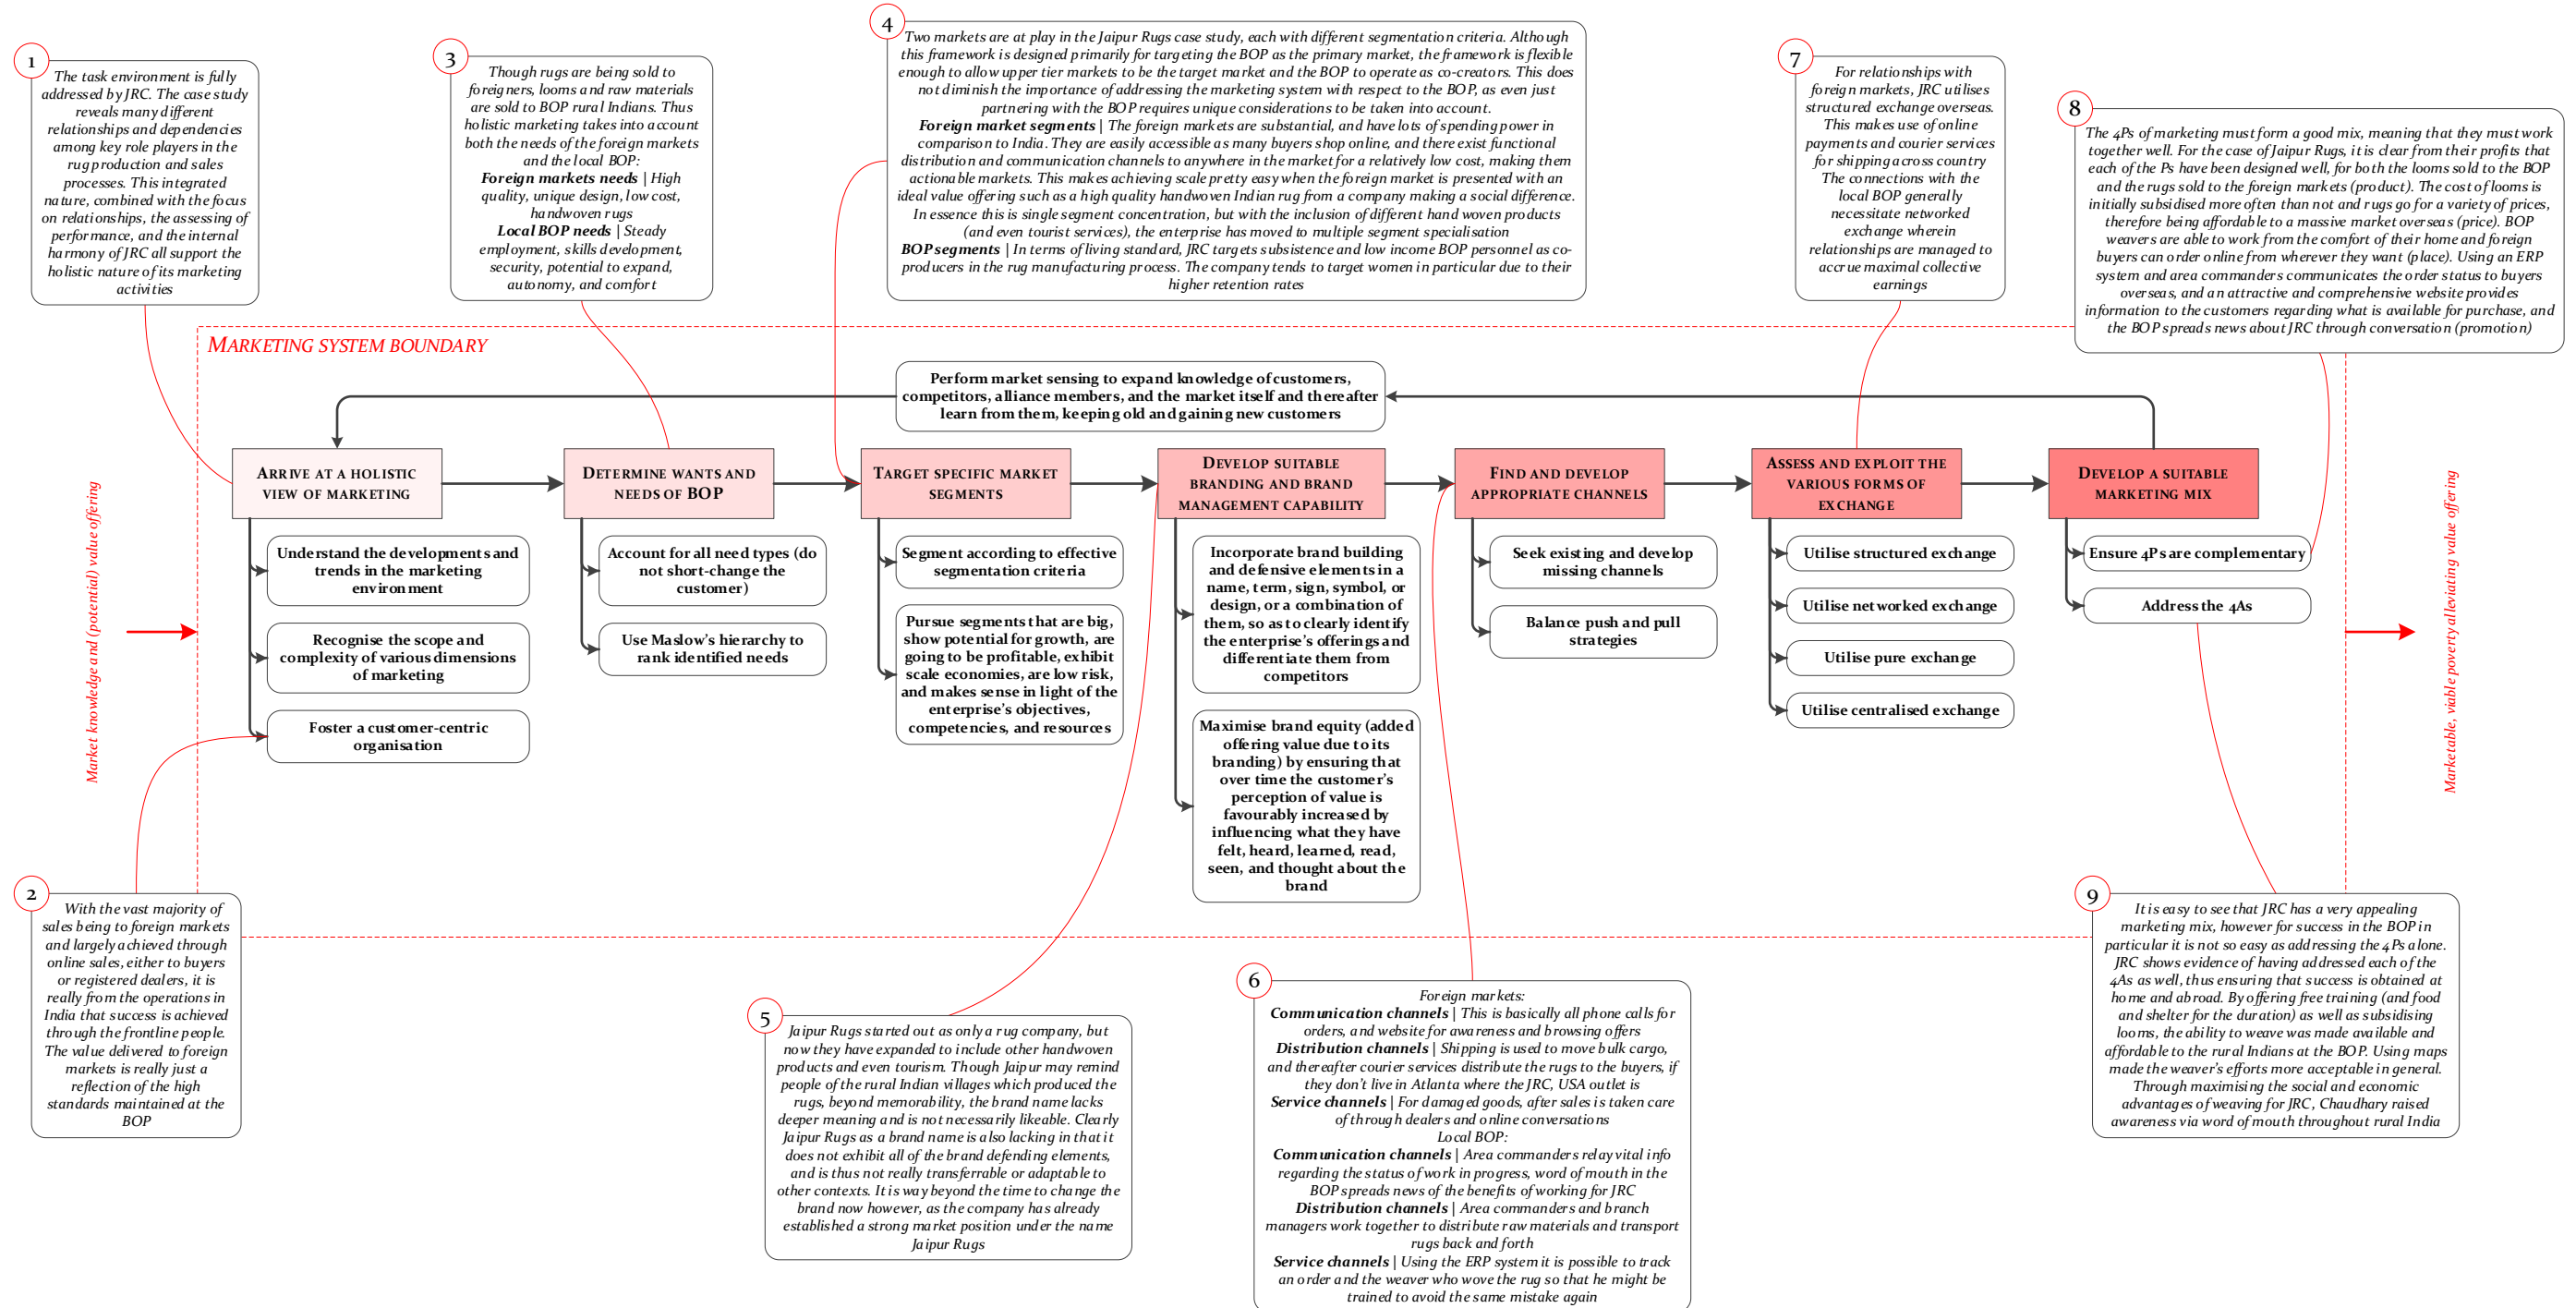 1
The task environment is fully
addressed by JRC. The case study
reveals many different
relationships and dependencies
among key role players in the
rug production and sales
processes. This integrated
nature, combined with the focus
on relationships, the assessing of
performance, and the internal
harmony of JRC all support the
holistic nature of its marketing
activities
3
Though rugs are being sold to
foreigners, looms and raw materials
are sold to BOP rural Indians. Thus
holistic marketing takes into account
both the needs of the foreign markets
and the local BOP:
Foreign markets needs | High
quality, unique design, low cost,
handwoven rugs
Local BOP needs | Steady
employment, skills development,
security, potential to expand,
autonomy, and comfort
4
Two markets are at play in the Jaipur Rugs case study, each with different segmentation criteria. Although
this framework is designed primarily for targeting the BOP as the primary market, the framework is flexible
enough to allow upper tier markets to be the target market and the BOP to operate as co-creators. This does
not diminish the importance of addressing the marketing system with respect to the BOP, as even just
partnering with the BOP requires unique considerations to be taken into account.
Foreign market segments | The foreign markets are substantial, and have lots of spending power in
comparison to India. They are easily accessible as many buyers shop online, and there exist functional
distribution and communication channels to anywhere in the market for a relatively low cost, making them
actionable markets. This makes achieving scale pretty easy when the foreign market is presented with an
ideal value offering such as a high quality handwoven Indian rug from a company making a social difference.
In essence this is single segment concentration, but with the inclusion of different hand woven products
(and even tourist services), the enterprise has moved to multiple segment specialisation
BOP segments | In terms of living standard, JRC targets subsistence and low income BOP personnel as co-
producers in the rug manufacturing process. The company tends to target women in particular due to their
higher retention rates
7
For relationships with
foreign markets, JRC utilises
structured exchange overseas.
This makes use of online
payments and courier services
for shipping across country
The connections with the
local BOP generally
necessitate networked
exchange wherein
relationships are managed to
accrue maximal collective
earnings
8
The 4Ps of marketing must form a good mix, meaning that they must work
together well. For the case of Jaipur Rugs, it is clear from their profits that
each of the Ps have been designed well, for both the looms sold to the BOP
and the rugs sold to the foreign markets (product). The cost of looms is
initially subsidised more often than not and rugs go for a variety of prices,
therefore being affordable to a massive market overseas (price). BOP
weavers are able to work from the comfort of their home and foreign
buyers can order online from wherever they want (place). Using an ERP
system and area commanders communicates the order status to buyers
overseas, and an attractive and comprehensive website provides
information to the customers regarding what is available for purchase, and
the BOP spreads news about JRC through conversation (promotion)
MARKETING SYSTEM BOUNDARY
Perform market sensing to expand knowledge of customers,
competitors, alliance members, and the market itself and thereafter
learn from them, keeping old and gaining new customers
Market knowledge and (potential) value offering
ARRIVE AT A HOLISTIC
VIEW OF MARKETING
Understand the developments and
trends in the marketing
environment
Recognise the scope and
complexity of various dimensions
of marketing
Foster a customer-centric
organisation
DETERMINE WANTS AND
NEEDS OF BOP
Account for all need types (do
not short-change the
customer)
Use Maslow's hierarchy to
rank identified needs
TARGET SPECIFIC MARKET
SEGMENTS
Segment according to effective
segmentation criteria
Pursue segments that are big,
show potential for growth, are
going to be profitable, exhibit
scale economies, are low risk,
and makes sense in light of the
enterprise's objectives,
competencies, and resources
DEVELOP SUITABLE
BRANDING AND BRAND
MANAGEMENT CAPABILITY
Incorporate brand building
and defensive elements in a
name, term, sign, symbol, or
design, or a combination of
them, so as to clearly identify
the enterprise's offerings and
differentiate them from
competitors
Maximise brand equity (added
offering value due to its
branding) by ensuring that
over time the customer's
perception of value is
favourably increased by
influencing what they have
felt, heard, learned, read,
seen, and thought about the
brand
FIND AND DEVELOP
APPROPRIATE CHANNELS
Seek existing and develop
missing channels
Balance push and pull
strategies
ASSESS AND EXPLOIT THE
VARIOUS FORMS OF
EXCHANGE
Utilise structured exchange
Utilise networked exchange
Utilise pure exchange
Utilise centralised exchange
DEVELOP A SUITABLE
MARKETING MIX
Ensure 4Ps are complementary
Address the 4As
Marketable, viable poverty alleviating value offering
2
With the vast majority of
sales being to foreign markets
and largely achieved through
online sales, either to buyers
or registered dealers, it is
really from the operations in
India that success is achieved
through the frontline people.
The value delivered to foreign
markets is really just a
reflection of the high
standards maintained at the
BOP
5
Jaipur Rugs started out as only a rug company, but
now they have expanded to include other handwoven
products and even tourism. Though Jaipur may remind
people of the rural Indian villages which produced the
rugs, beyond memorability, the brand name lacks
deeper meaning and is not necessarily likeable. Clearly
Jaipur Rugs as a brand name is also lacking in that it
does not exhibit all of the brand defending elements,
and is thus not really transferrable or adaptable to
other contexts. It is way beyond the time to change the
brand now however, as the company has already
established a strong market position under the name
Jaipur Rugs
6
Foreign markets:
Communication channels | This is basically all phone calls for
orders, and website for awareness and browsing offers
Distribution channels | Shipping is used to move bulk cargo,
and thereafter courier services distribute the rugs to the buyers, if
they don't live in Atlanta where the JRC, USA outlet is
Service channels | For damaged goods, after sales is taken care
of through dealers and online conversations
Local BOP:
Communication channels | Area commanders relay vital info
regarding the status of work in progress, word of mouth in the
BOP spreads news of the benefits of working for JRC
Distribution channels | Area commanders and branch
managers work together to distribute raw materials and transport
rugs back and forth
Service channels | Using the ERP system it is possible to track
an order and the weaver who wove the rug so that he might be
trained to avoid the same mistake again
9
It is easy to see that JRC has a very appealing
marketing mix, however for success in the BOP in
particular it is not so easy as addressing the 4Ps alone.
JRC shows evidence of having addressed each of the
4As as well, thus ensuring that success is obtained at
home and abroad. By offering free training (and food
and shelter for the duration) as well as subsidising
looms, the ability to weave was made available and
affordable to the rural Indians at the BOP. Using maps
made the weaver's efforts more acceptable in general.
Through maximising the social and economic
advantages of weaving for JRC, Chaudhary raised
awareness via word of mouth throughout rural India